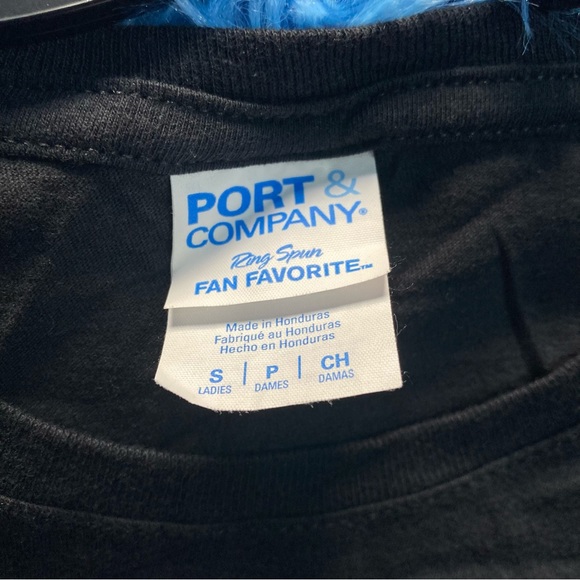 PORT &
COMPANY®
Ring Spun
FAN FAVORITE™
Made in Honduras
Fabriqué au Honduras
Hecho en Honduras
S | P | CH
LADIES DAMES DAMAS